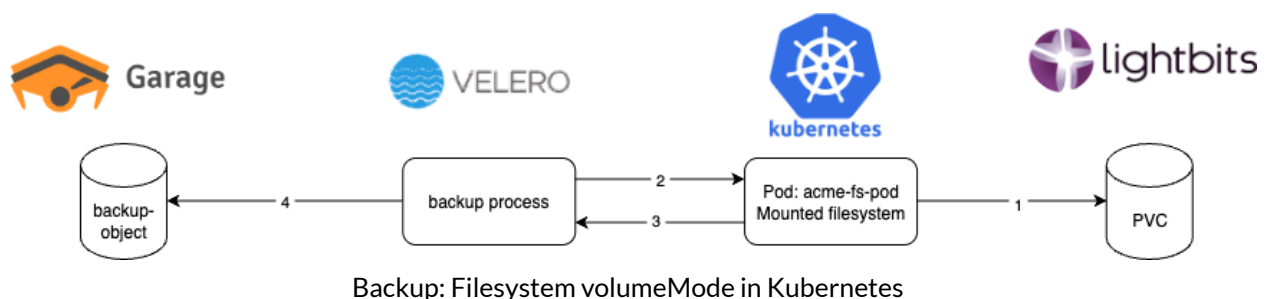 Garage
VELERO
kubernetes
lightbits
backup-
object
4
backup process
2
3
Pod: acme-fs-pod
Mounted filesystem
1
PVC
Backup: Filesystem volumeMode in Kubernetes